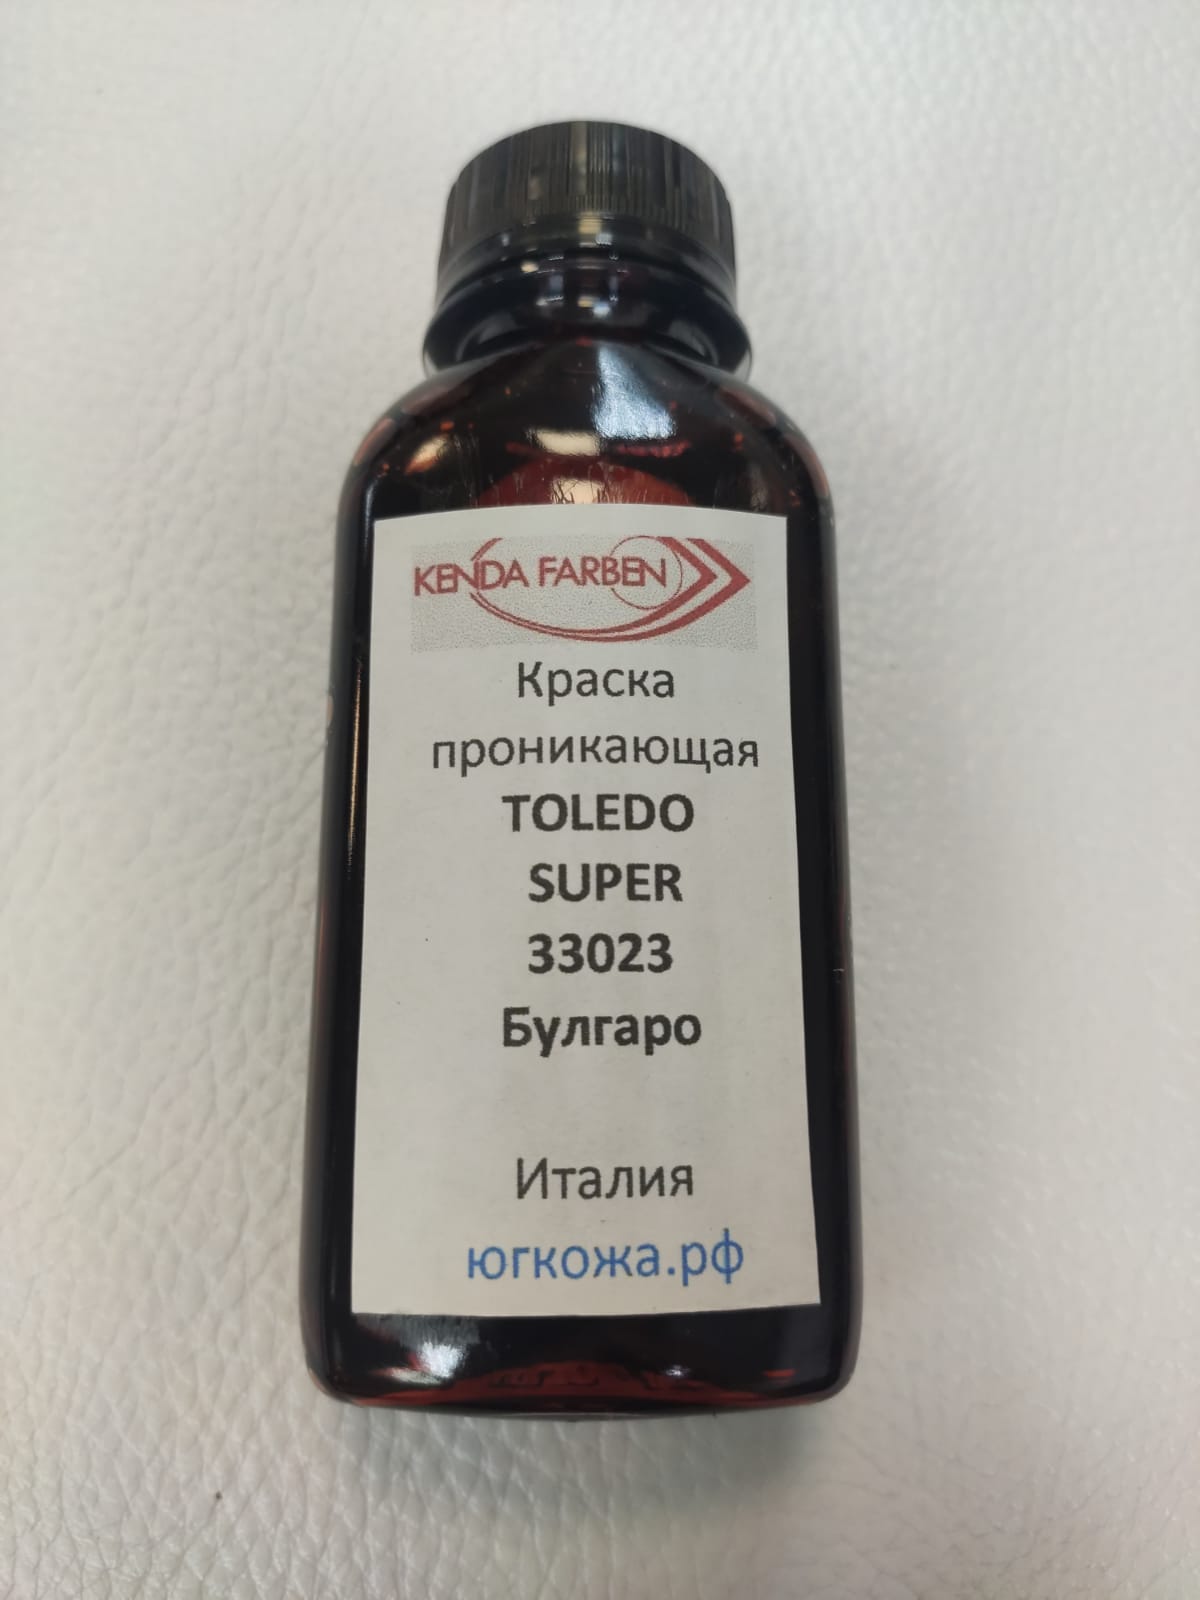 KENDA FARBEN
Краска
проникающая
TOLEDO
SUPER
33023
Булгаро
Италия
югкожа.рф